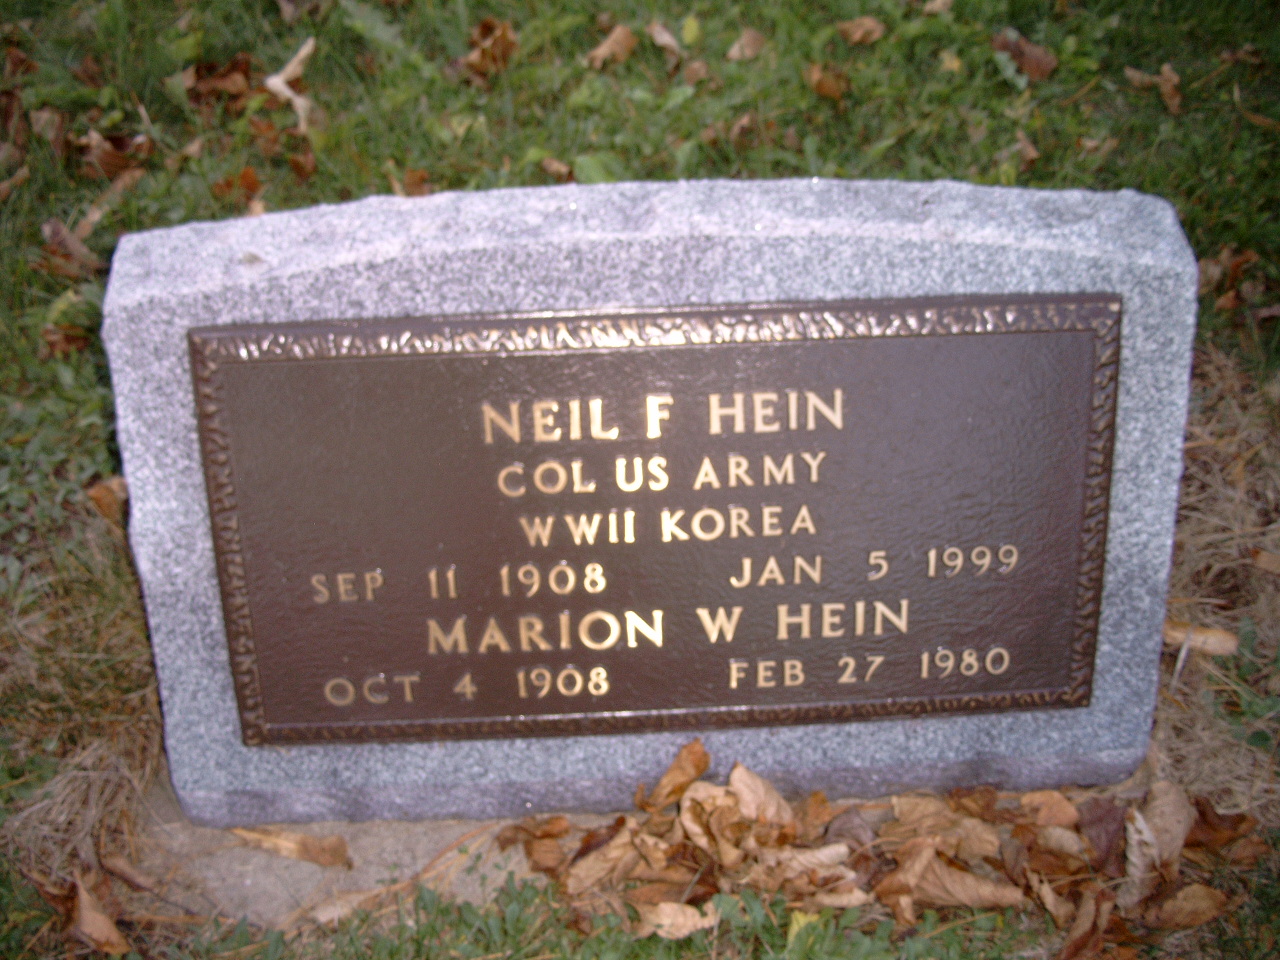 NEIL F HEIN
COL US ARMY
WWII KOREA
SEP 11 1908 JAN 5 1999
MARION W HEIN
OCT 4 1908 FEB 27 1980